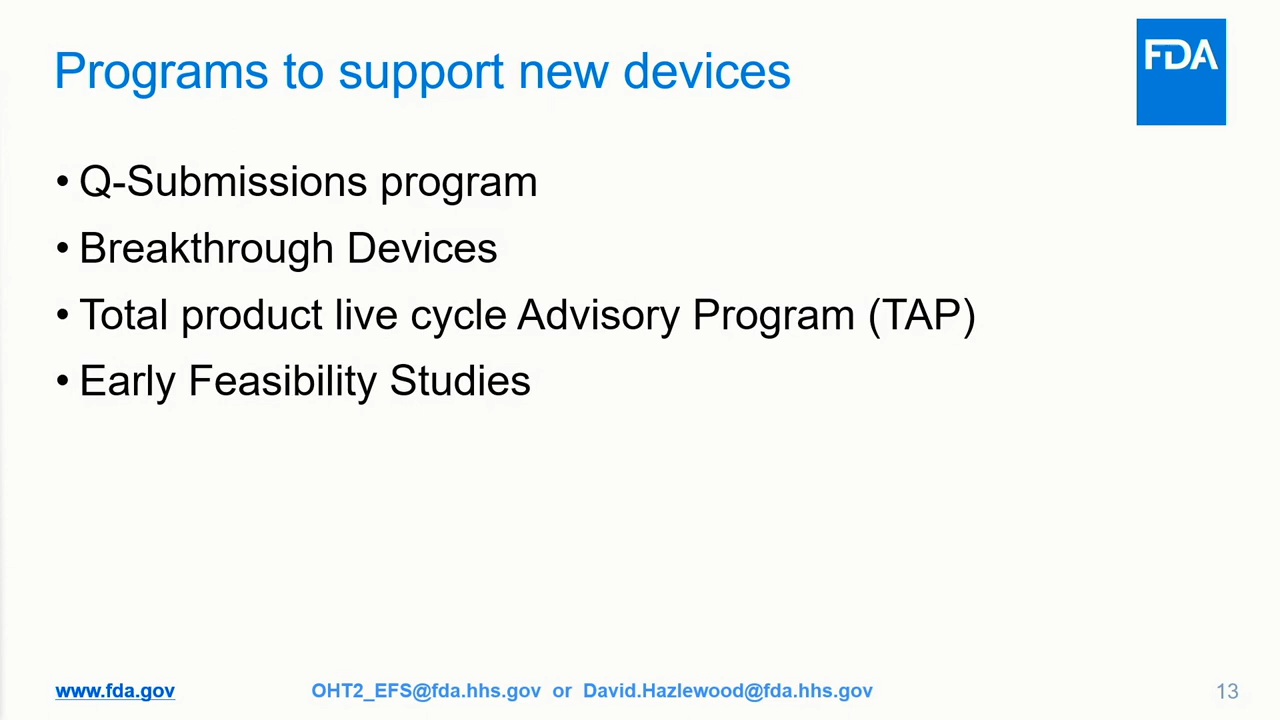 Programs to support new devices
FDA
• Q-Submissions program
• Breakthrough Devices
• Total product live cycle Advisory Program (TAP)
• Early Feasibility Studies
www.fda.gov
OHT2_EFS@fda.hhs.gov or David.Hazlewood@fda.hhs.gov
13